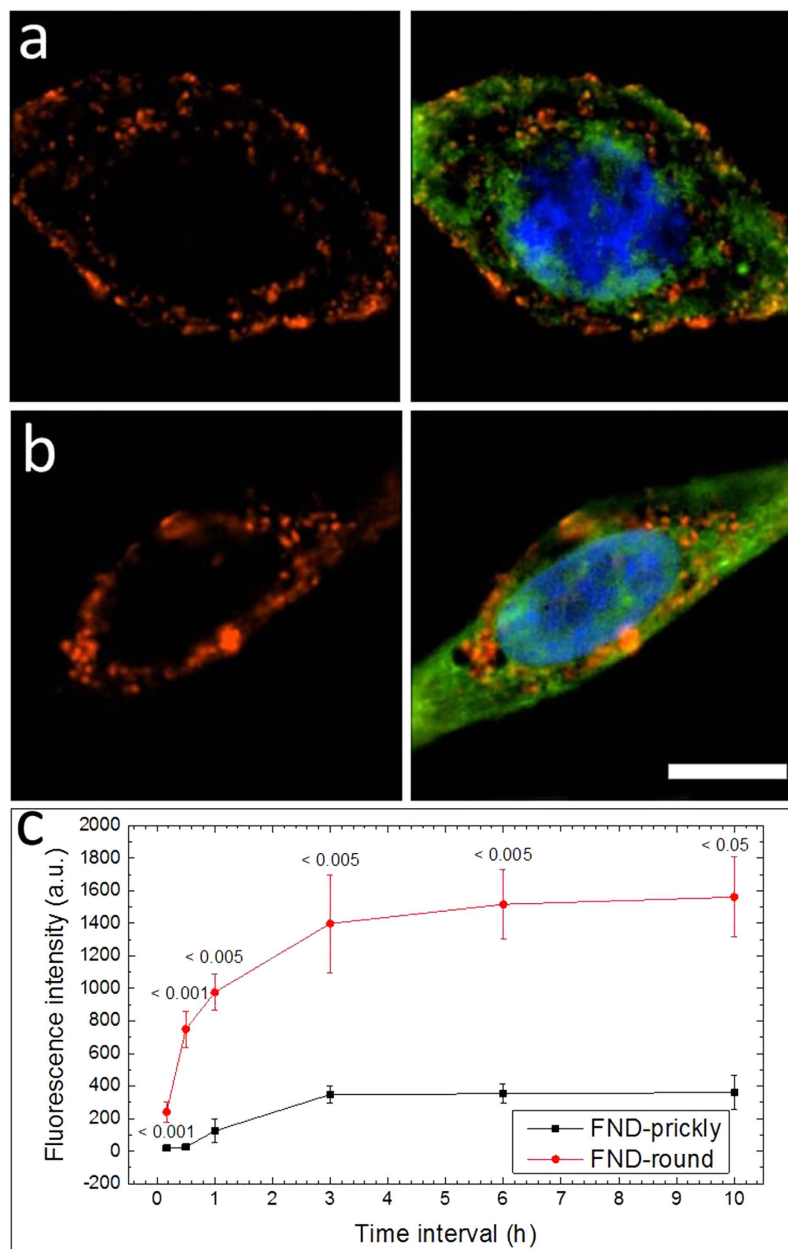 a
b
c
2000
1800
1600
1400
1200
1000
800
600
400
200
0
-200
Fluorescence intensity (a.u.)
< 0.001
< 0.001
< 0.005
< 0.005
< 0.005
< 0.05
FND-prickly
FND-round
0 1 2 3 4 5 6 7 8 9 10
Time interval (h)